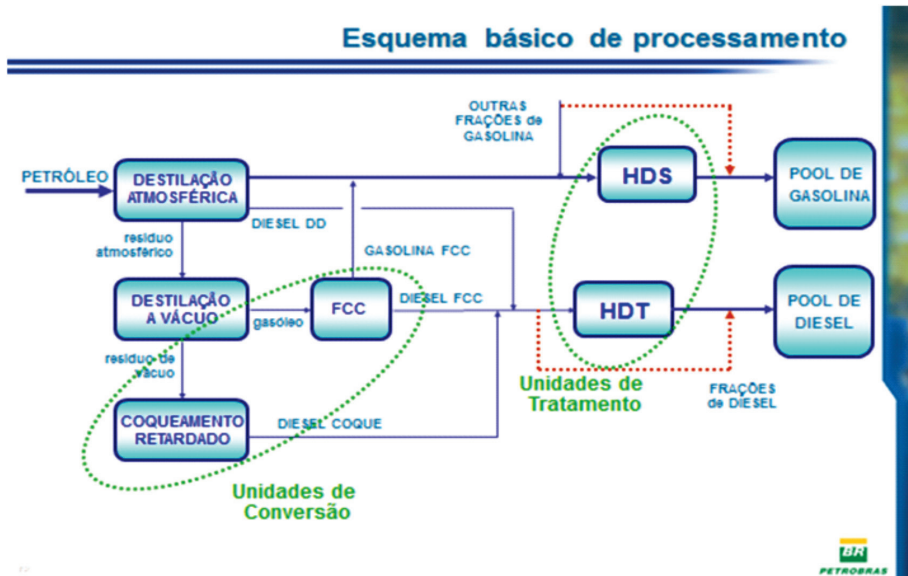 Esquema básico de processamento
OUTRAS
FRAÇÕES de
GASOLINA
PETRÓLEO
DESTILAÇÃO
ATMOSFÉRICA
HDS
POOL DE
GASOLINA
DIESEL DD
resíduo
atmosférico
GASOLINA FCC
DESTILAÇÃO
A VÁCUO
gasóleo
FCC
DIESEL FCC
HDT
POOL DE
DIESEL
resíduo de
vácuo
Unidades de
Tratamento
FRAÇÕES
de DIESEL
COQUEAMENTO
RETARDADO
DIESEL COQUE
Unidades de
Conversão
BR
PETROBRAS